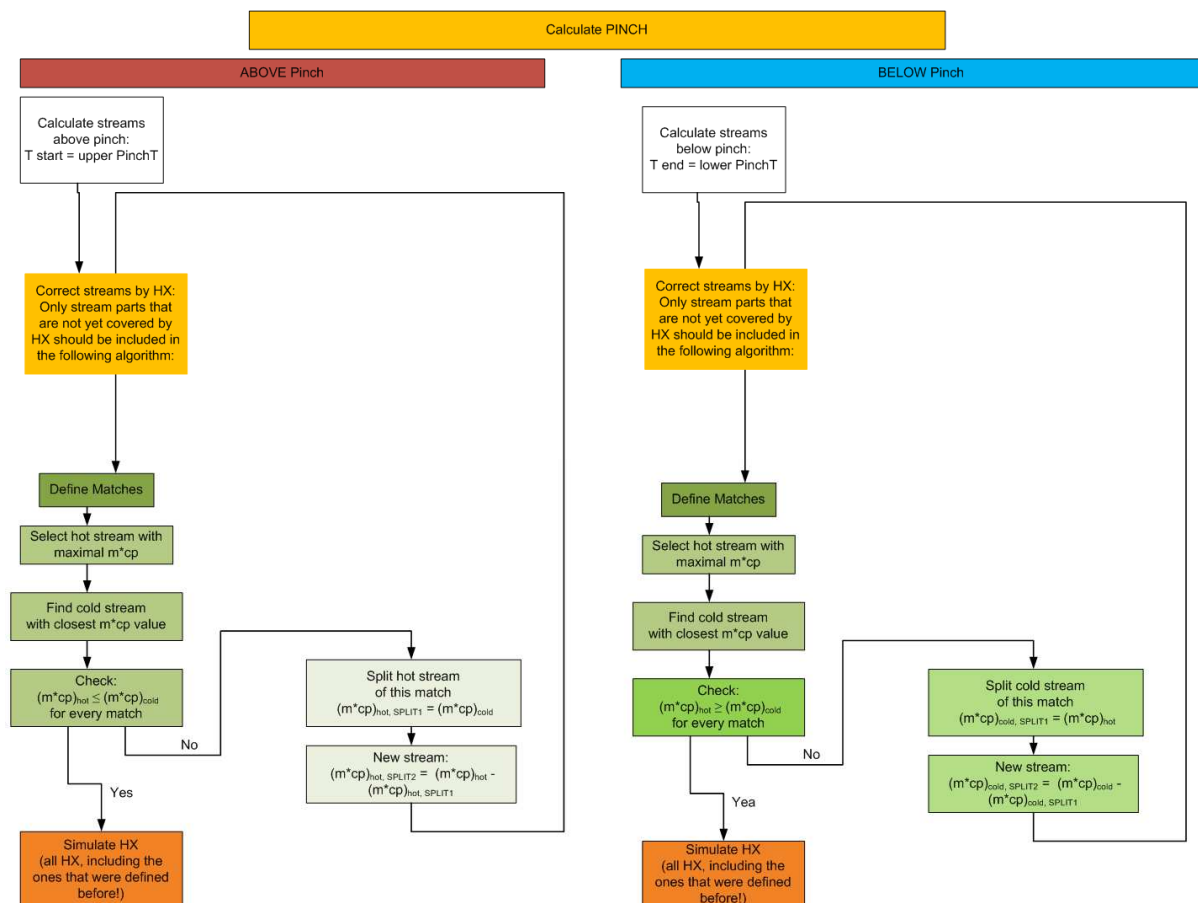 Calculate PINCH
ABOVE Pinch
Calculate streams
above pinch:
T start = upper PinchT
Correct streams by HX:
Only stream parts that
are not yet covered by
HX should be included in
the following algorithm:
Define Matches
Select hot stream with
maximal m*cp
Find cold stream
with closest m*cp value
Check:
(m*cp)hot ≤ (m*cp)cold
for every match
No
Split hot stream
of this match
(m*cp)hot, SPLIT1 = (m*cp)cold
New stream:
(m*cp)hot, SPLIT2 = (m*cp)hot -
(m*cp)hot, SPLIT1
Yes
Simulate HX
(all HX, including the
ones that were defined
before!)
BELOW Pinch
Calculate streams
below pinch:
T end = lower PinchT
Correct streams by HX:
Only stream parts that
are not yet covered by
HX should be included in
the following algorithm:
Define Matches
Select hot stream with
maximal m*cp
Find cold stream
with closest m*cp value
Check:
(m*cp)hot ≥ (m*cp)cold
for every match
No
Split cold stream
of this match
(m*cp)cold, SPLIT1 = (m*cp)hot
New stream:
(m*cp)cold, SPLIT2 = (m*cp)cold -
(m*cp)cold, SPLIT1
Yea
Simulate HX
(all HX, including the
ones that were defined
before!)